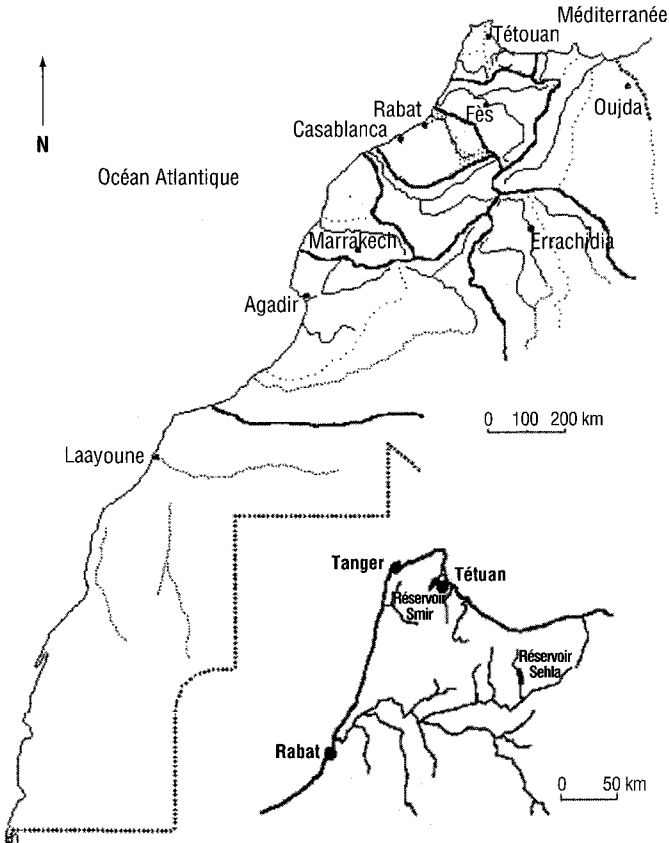 Méditerranée
Tétouan
Oujda
Rabat
Fès
Casablanca
N
Océan Atlantique
Marrakech
Errachidia
Agadir
0 100 200 km
Laayoune
Tanger
Tétuan
Réservoir
Smir
Réservoir
Sehla
Rabat
0 50 km